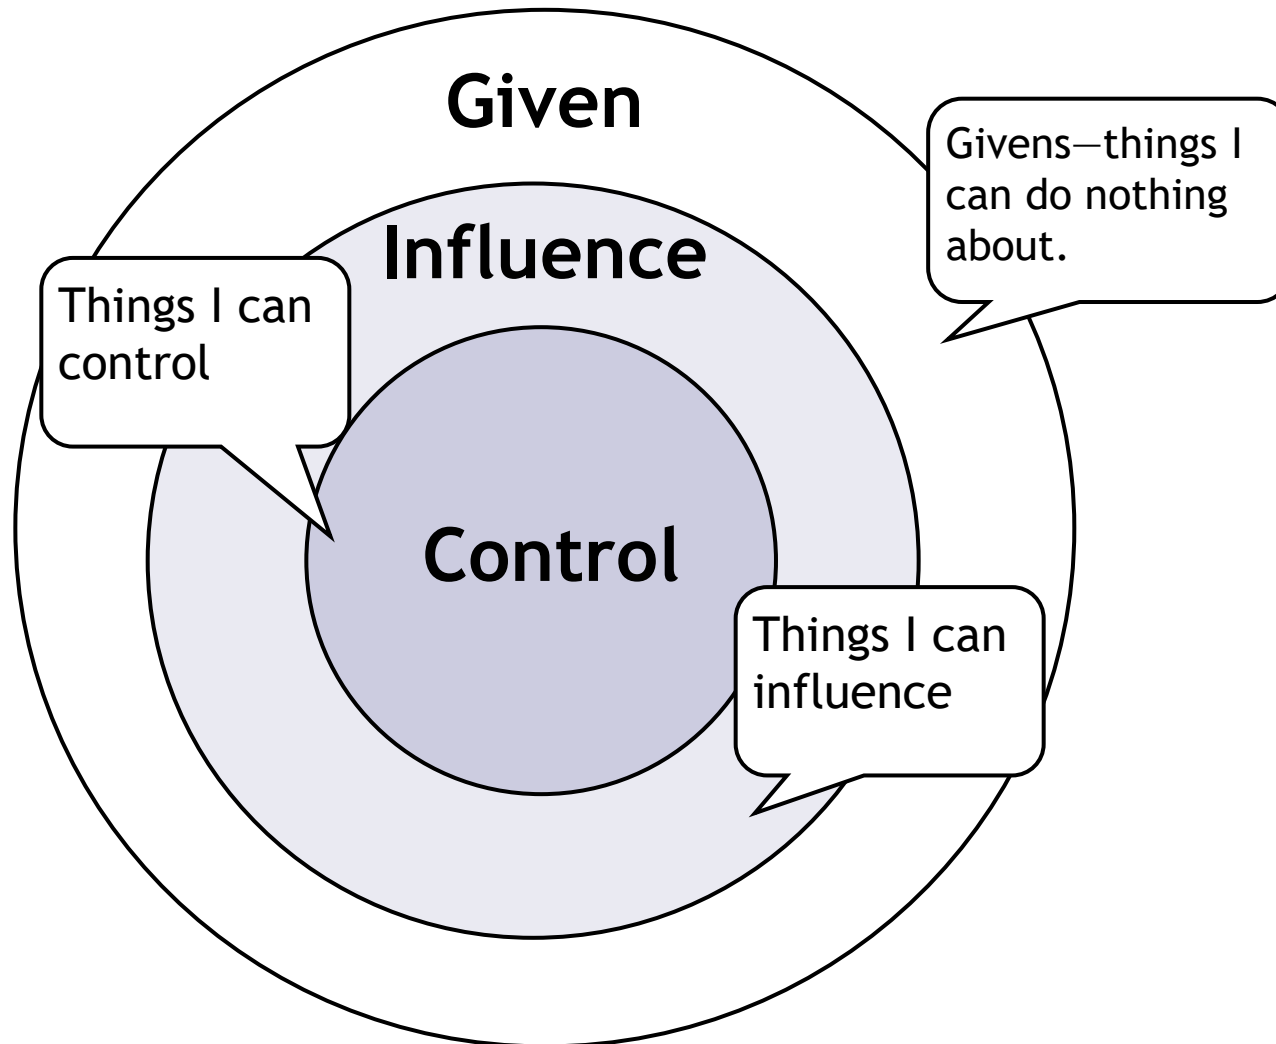 Given
Givens—things I
can do nothing
about.
Influence
Things I can
control
Control
Things I can
influence